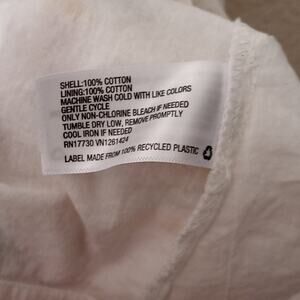 SHELL:100% COTTON
LINING:100% COTTON
MACHINE WASH COLD WITH LIKE COLORS
GENTLE CYCLE
ONLY NON-CHLORINE BLEACH IF NEEDED
TUMBLE DRY LOW, REMOVE PROMPTLY
COOL IRON IF NEEDED
RN17730 VN1261424
LABEL MADE FROM 100% RECYCLED PLASTIC